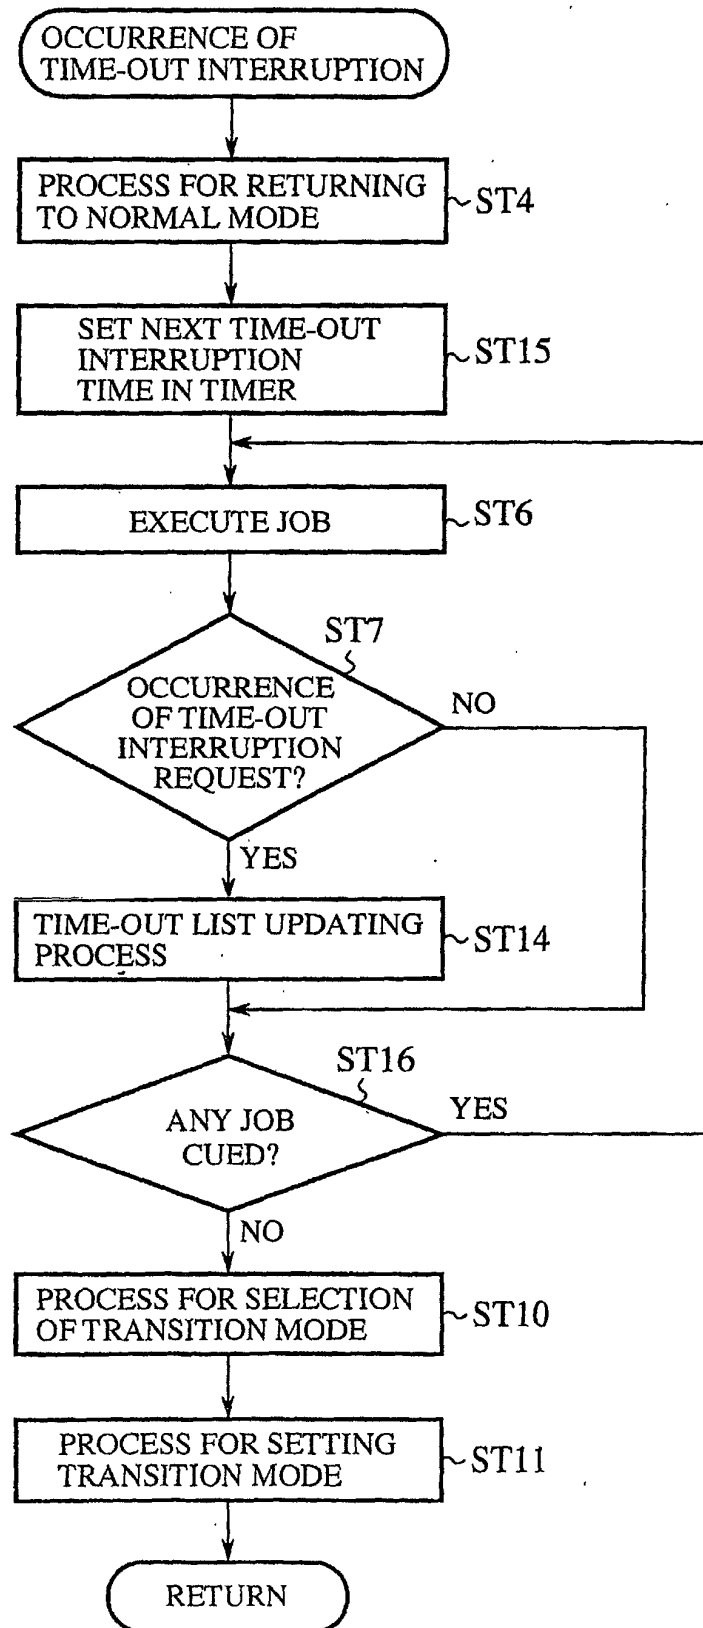 OCCURRENCE OF
TIME-OUT INTERRUPTION
PROCESS FOR RETURNING
TO NORMAL MODE
ST4
SET NEXT TIME-OUT
INTERRUPTION
TIME IN TIMER
ST15
EXECUTE JOB
ST6
ST7
OCCURRENCE
OF TIME-OUT
INTERRUPTION
REQUEST?
NO
YES
TIME-OUT LIST UPDATING
PROCESS
ST14
ST16
ANY JOB
CUED?
YES
NO
PROCESS FOR SELECTION
OF TRANSITION MODE
ST10
PROCESS FOR SETTING
TRANSITION MODE
ST11
RETURN